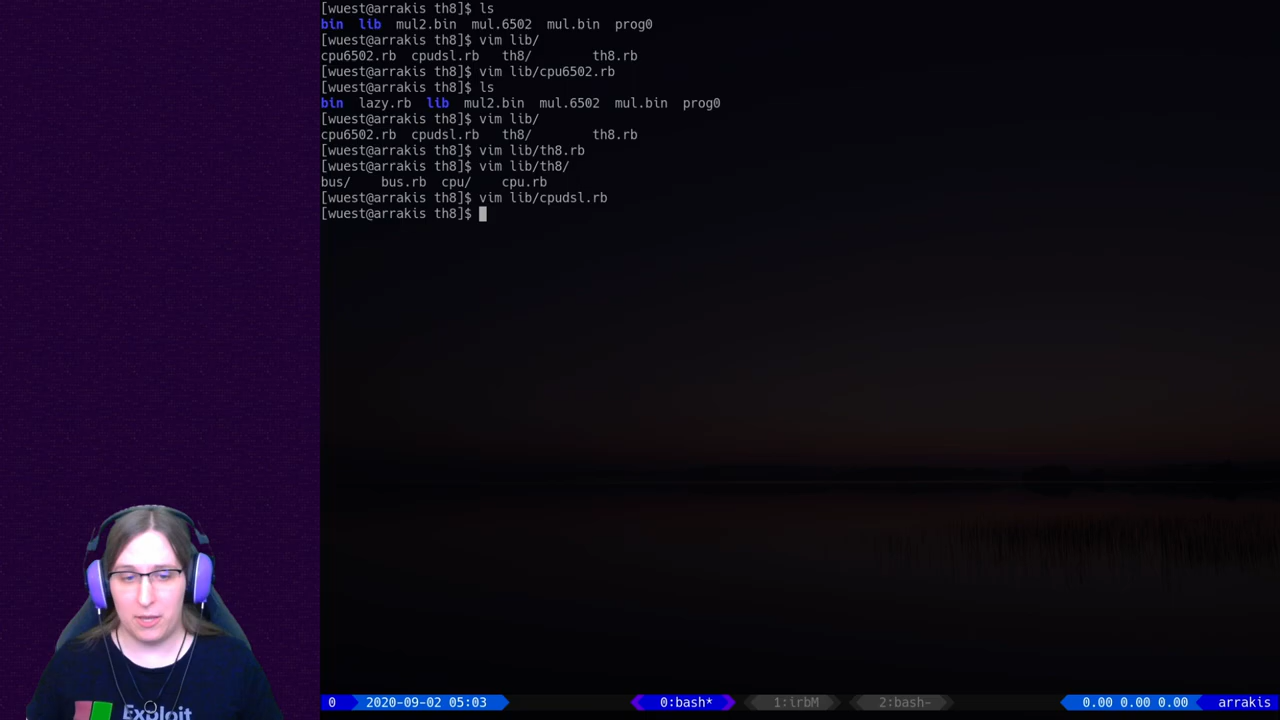 [wuest@arrakis th8]$ ls
bin  lib  mul2.bin  mul.6502  mul.bin  prog0
[wuest@arrakis th8]$ vim lib/
cpu6502.rb  cpudsl.rb   th8/        th8.rb
[wuest@arrakis th8]$ vim lib/cpu6502.rb
[wuest@arrakis th8]$ ls
bin  lazy.rb  lib  mul2.bin  mul.6502  mul.bin  prog0
[wuest@arrakis th8]$ vim lib/
cpu6502.rb  cpudsl.rb   th8/        th8.rb
[wuest@arrakis th8]$ vim lib/th8.rb
[wuest@arrakis th8]$ vim lib/th8/
bus/    bus.rb  cpu/    cpu.rb
[wuest@arrakis th8]$ vim lib/cpudsl.rb
[wuest@arrakis th8]$
Exploit
0 2020-09-02 05:03 0:bash* 1:irbM 2:bash- 0.00 0.00 0.00 arrakis